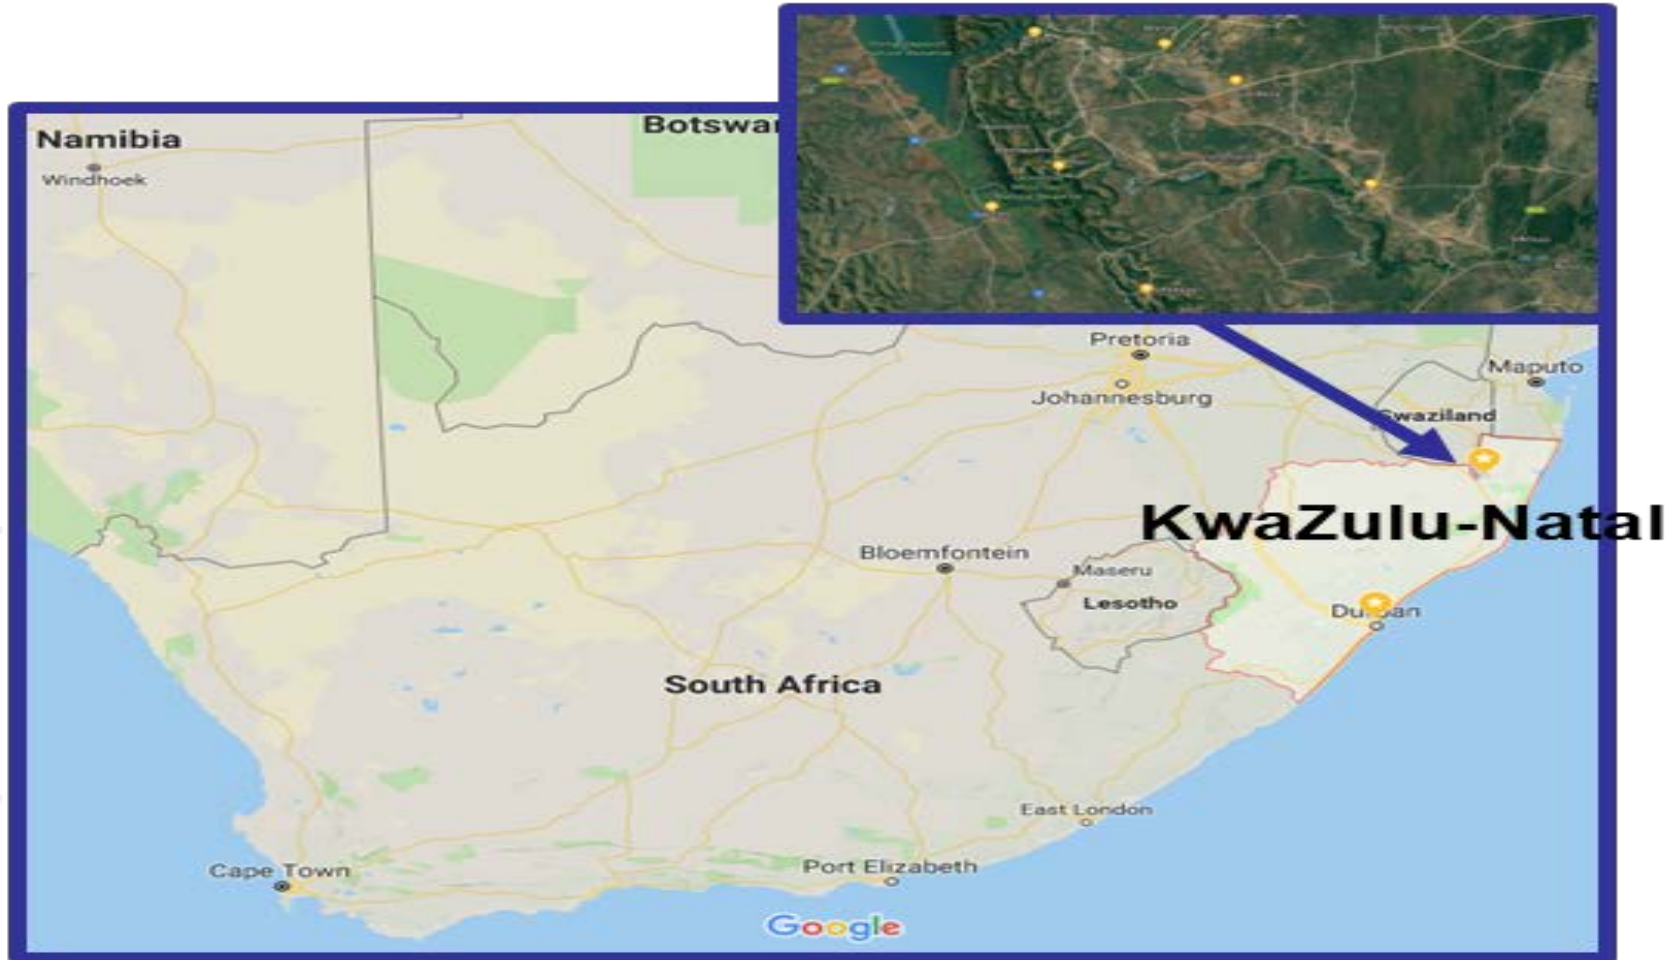 Namibia
Windhoek
Botswa
Pretoria
Johannesburg
Maputo
Swaziland
KwaZulu-Natal
Bloemfontein
Maseru
Lesotho
South Africa
East London
Port Elizabeth
Cape Town
Google